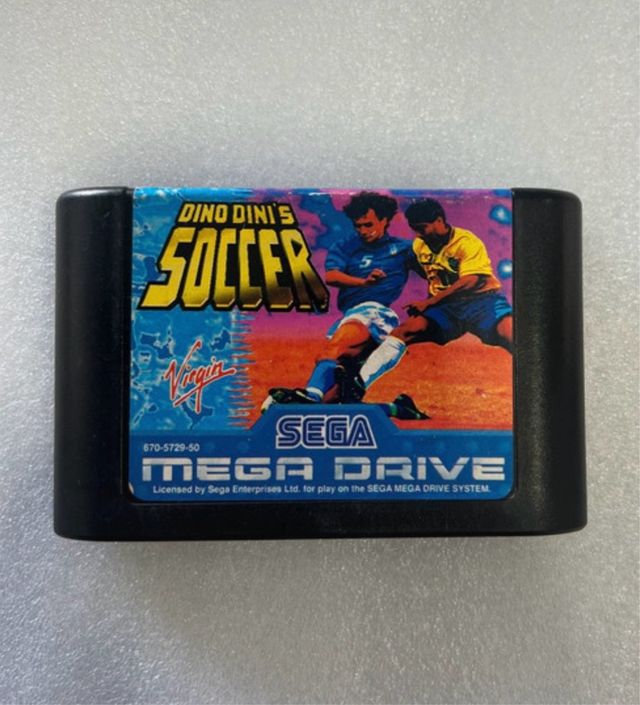 DINO DINI'S
SOCCER
5
Virgin
SEGA
670-5729-50
MEGA DRIVE
Licensed by Sega Enterprises Ltd. for play on the SEGA MEGA DRIVE SYSTEM.